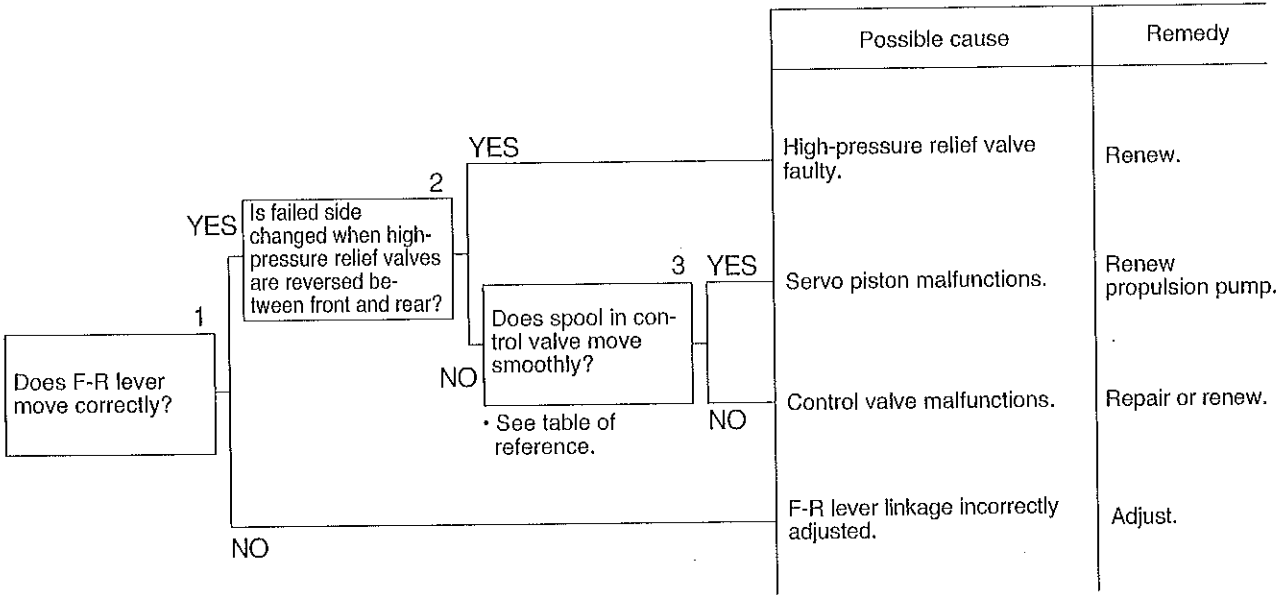 Possible cause
Remedy
YES
High-pressure relief valve
faulty.
Renew.
2
YES
Is failed side
changed when high-
pressure relief valves
are reversed be-
tween front and rear?
3
YES
Servo piston malfunctions.
Renew
propulsion pump.
1
Does F-R lever
move correctly?
NO
Does spool in con-
trol valve move
smoothly?
• See table of
reference.
NO
Control valve malfunctions.
Repair or renew.
NO
F-R lever linkage incorrectly
adjusted.
Adjust.